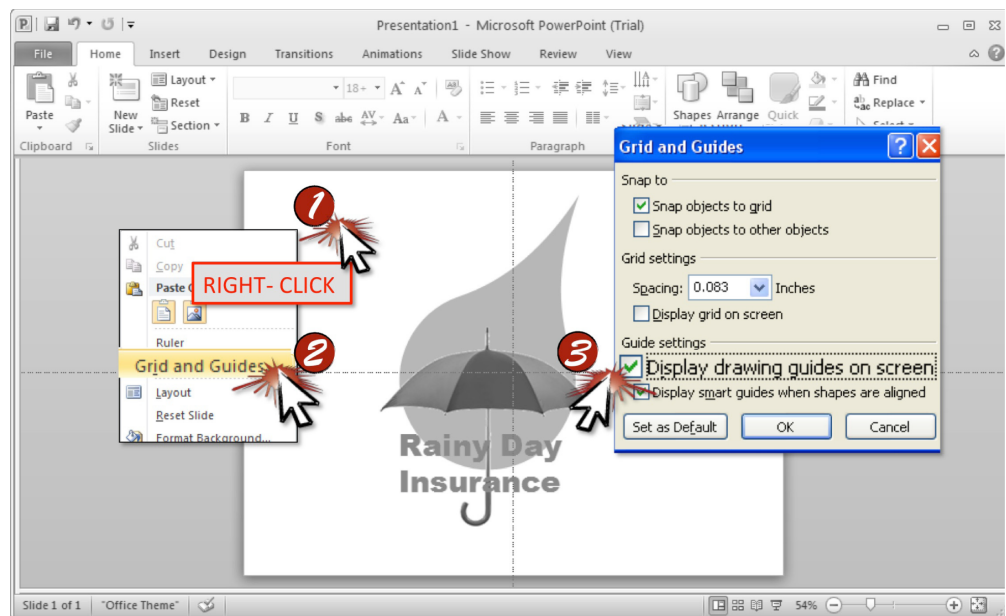 Presentation1 - Microsoft PowerPoint (Trial)
File Home Insert Design Transitions Animations Slide Show Review View
Paste
New
Slide
Layout
Reset
Section
18+
B I U S abc AV Aa A
Shapes Arrange Quick
Find
Replace
Select
Clipboard Slides Font Paragraph
Grid and Guides
Snap to
Snap objects to grid
Snap objects to other objects
Grid settings
Spacing: 0.083 Inches
Display grid on screen
Guide settings
Display drawing guides on screen
Display smart guides when shapes are aligned
Set as Default OK Cancel
1
Cut
Copy
Paste
RIGHT- CLICK
Ruler
Grid and Guides
2
3
Layout
Reset Slide
Format Background...
Rainy Day
Insurance
Slide 1 of 1 "Office Theme" 54%